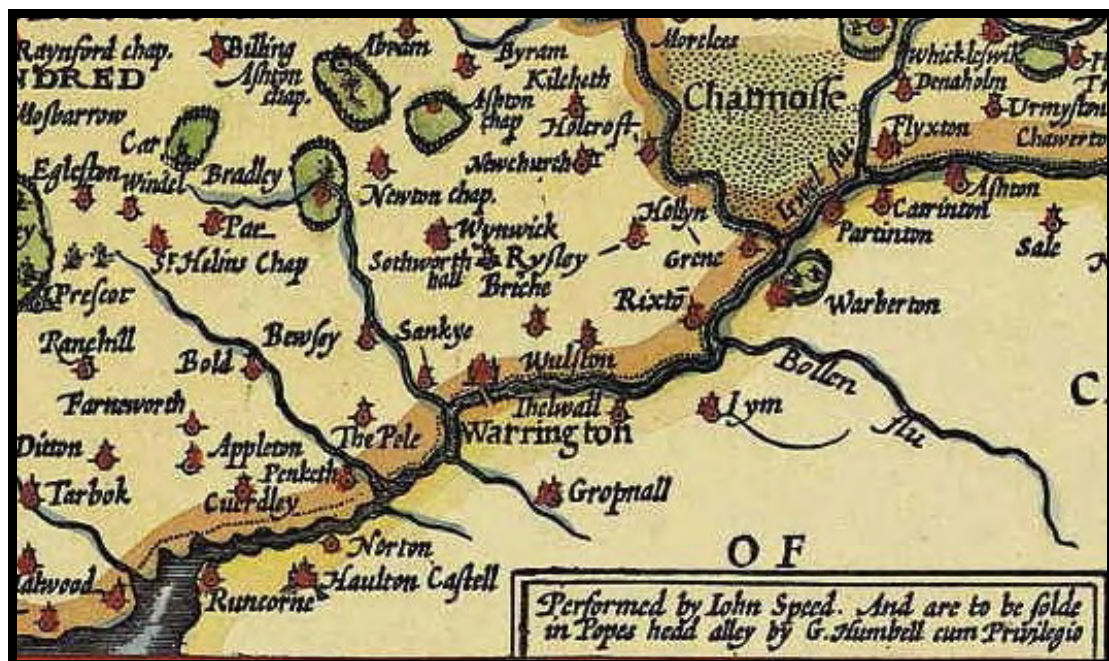 Raynford chap.
Billing
Abram
Byram
Morelees
Whickleswik
NDRED
Ashton
chap.
Kilcheth
Chatmosse
Denaholm
Mosbarrow
Ashton
chap
Holcroft
Urmyston
Car
Flyxton
Chawerton
Egleston
Windel
Bradley
Newton chap.
Newchurch
Irwel flu.
Ashton
Par
Hollyn
Carinton
Wynwick
Partinton
Sale
St Helins Chap
Sothworth
hall
Rysley
Grene
Prescot
Briche
Rixtō
Warberton
Ranehill
Bewsey
Sankye
Bold
Wulston
Bollen
flu
Farnesworth
Thelwall
Lym
Ditton
Appleton
The Pele
Warrington
Penketh
Tarbok
Cuerdley
Gropnall
Norton
OF
Runcorne
Haulton Castell
Performed by Iohn Speed. And are to be solde
in Popes hedd alley by G. Humbell cum Privilegio